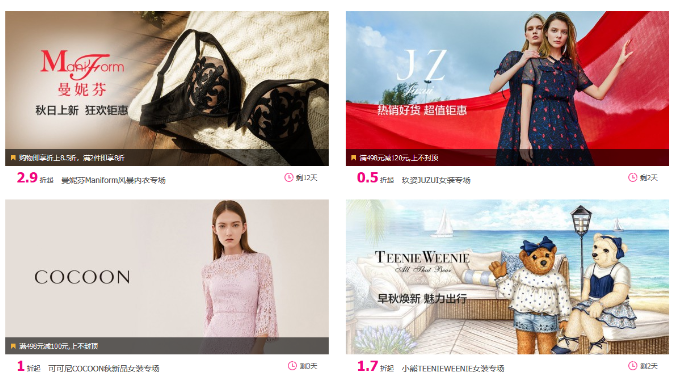 Maniform
曼妮芬
秋日上新 狂欢钜惠
购物即享折上8.5折，满2件即享8折
2.9折起 曼妮芬Maniform风暴内衣专场
剩12天
JZ
热销好货 超值钜惠
满498元减120元,上不封顶
0.5折起 玖姿JUZUI女装专场
剩2天
COCOON
满498元减100元,上不封顶
1折起 可可尼COCOON秋新品女装专场
剩3天
TEENIE WEENIE
All That Bear
早秋焕新 魅力出行
1.7折起 小熊TEENIEWEENIE女装专场
剩3天